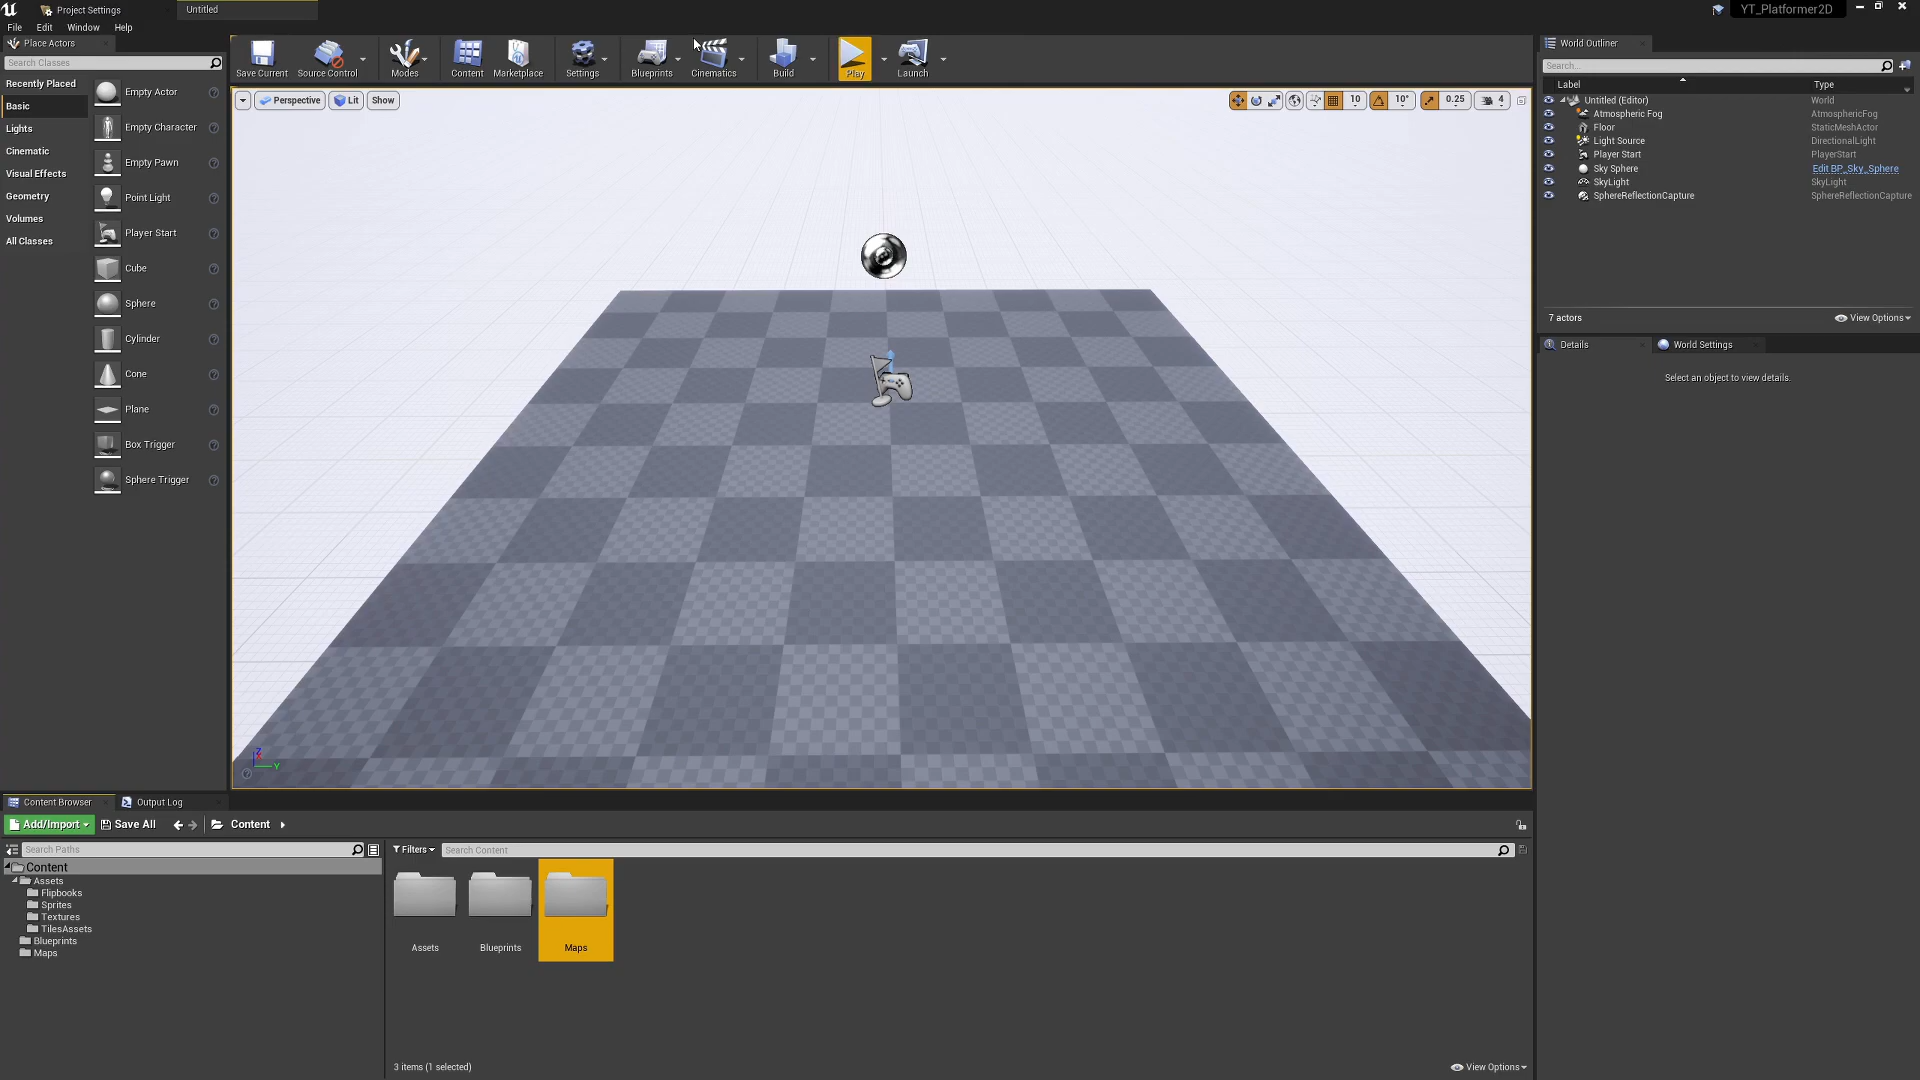 Project Settings
Untitled
YT_Platformer2D
File Edit Window Help
Place Actors
Search Classes
Recently Placed
Basic
Lights
Cinematic
Visual Effects
Geometry
Volumes
All Classes
Empty Actor
Empty Character
Empty Pawn
Point Light
Player Start
Cube
Sphere
Cylinder
Cone
Plane
Box Trigger
Sphere Trigger
Save Current
Source Control
Modes
Content
Marketplace
Settings
Blueprints
Cinematics
Build
Play
Launch
Perspective
Lit
Show
10
10°
0.25
4
Z
Y
World Outliner
Search...
Label Type
Untitled (Editor) World
Atmospheric Fog AtmosphericFog
Floor StaticMeshActor
Light Source DirectionalLight
Player Start PlayerStart
Sky Sphere Edit BP_Sky_Sphere
SkyLight SkyLight
SphereReflectionCapture SphereReflectionCapture
7 actors
View Options
Details
World Settings
Select an object to view details.
Content Browser
Output Log
Add/Import
Save All
Content
Search Paths
Content
Assets
Flipbooks
Sprites
Textures
TilesAssets
Blueprints
Maps
Filters
Search Content
Assets
Blueprints
Maps
3 items (1 selected)
View Options